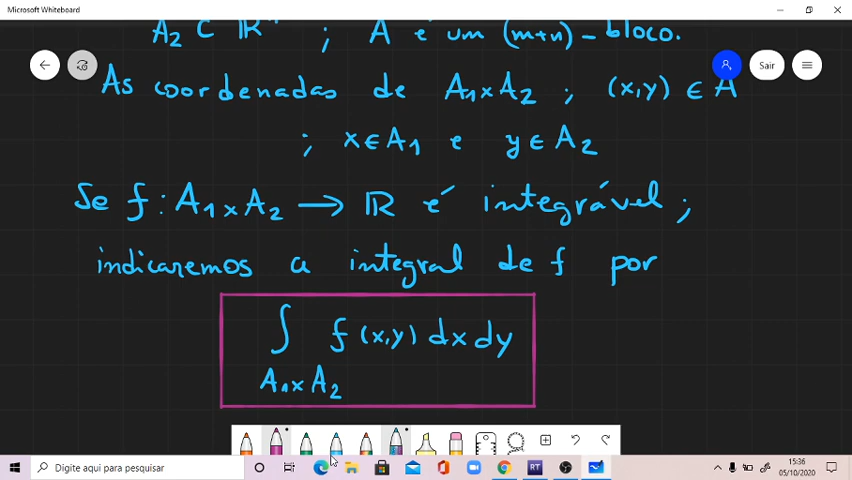 Microsoft Whiteboard
A₂ ⊂ ; A é um (m+n) - bloco.
As coordenadas de A₁×A₂ ; (x,y) ∈ A
; x∈A₁ e y∈A₂
Se f : A₁×A₂ → ℝ é integrável ;
indicaremos a integral de f por
∫ f (x,y) dx dy
A₁×A₂
Sair
Digite aqui para pesquisar
RT
15:36
05/10/2020